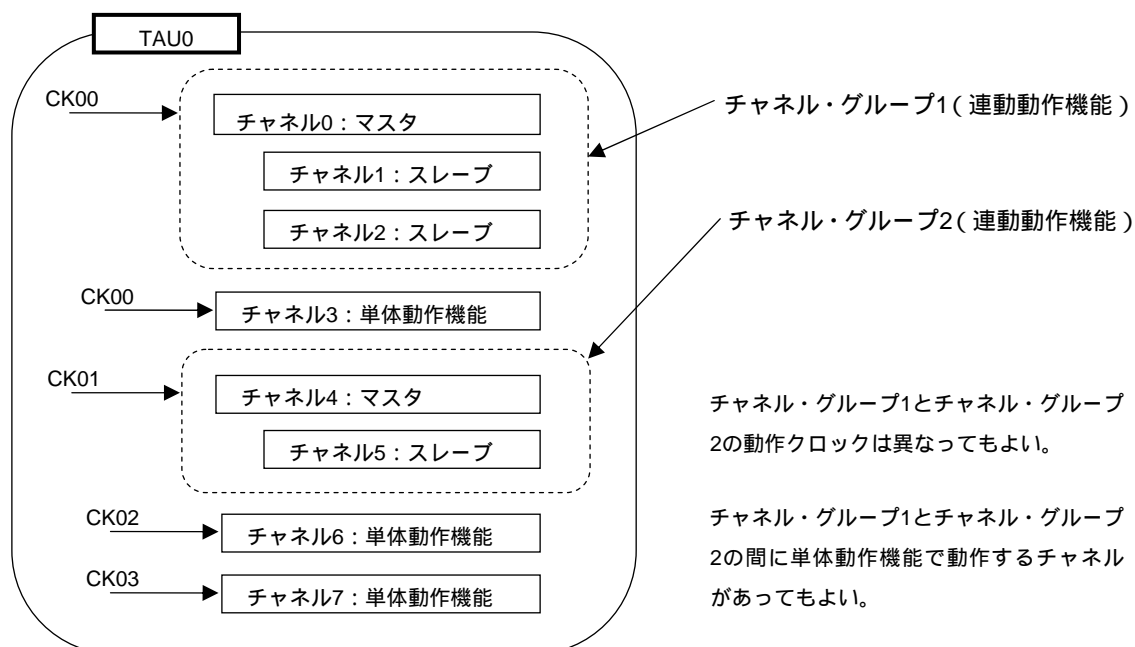 TAU0
CK00
チャネル0：マスタ
チャネル1：スレーブ
チャネル2：スレーブ
チャネル・グループ1（連動動作機能）
チャネル・グループ2（連動動作機能）
CK00
チャネル3：単体動作機能
CK01
チャネル4：マスタ
チャネル5：スレーブ
チャネル・グループ1とチャネル・グループ
2の動作クロックは異なってもよい。
CK02
チャネル6：単体動作機能
CK03
チャネル7：単体動作機能
チャネル・グループ1とチャネル・グループ
2の間に単体動作機能で動作するチャネル
があってもよい。